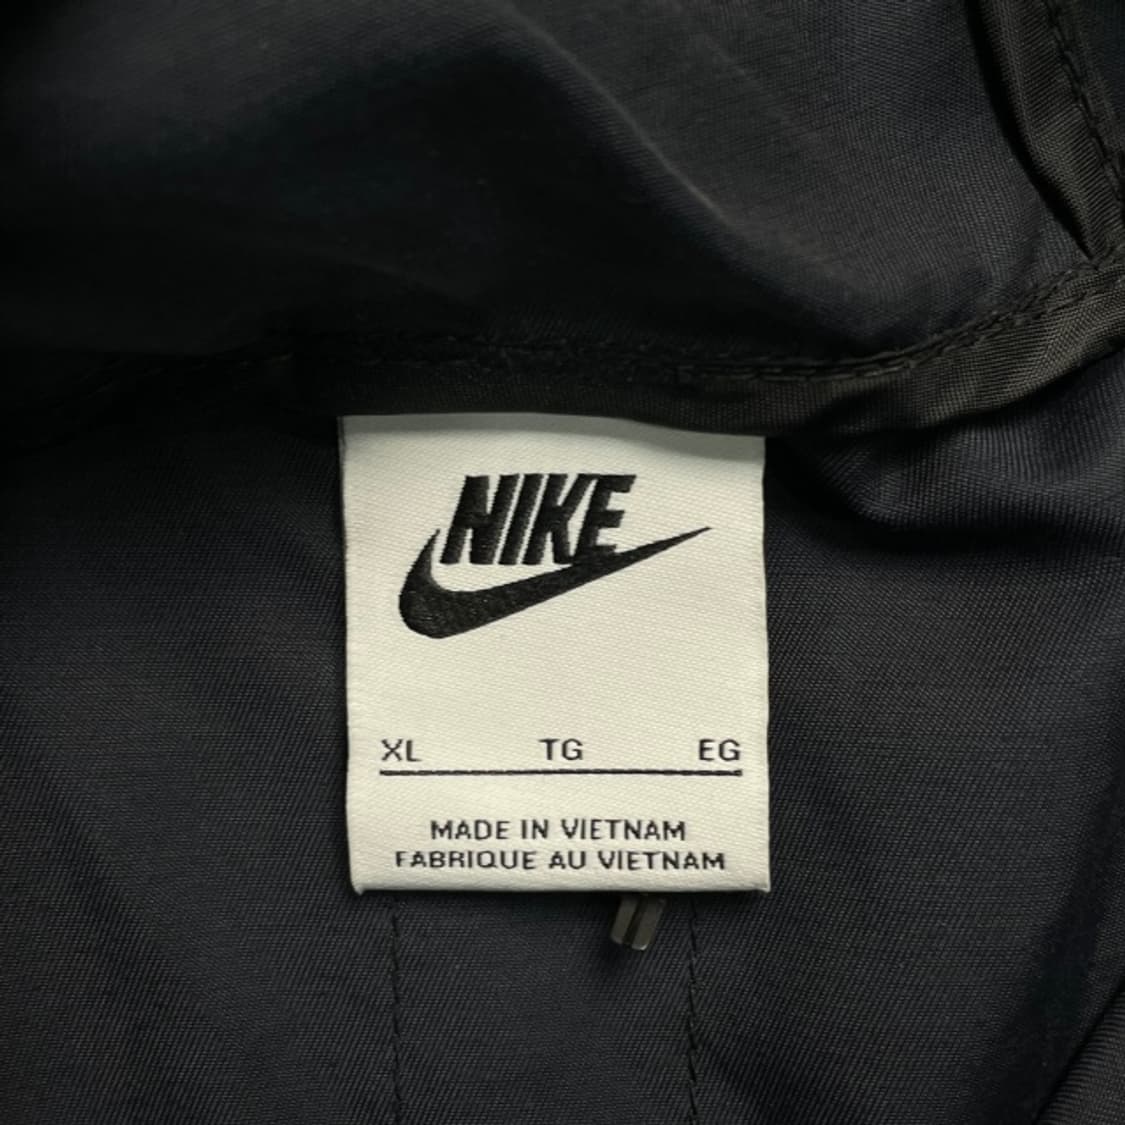 NIKE
XL TG EG
MADE IN VIETNAM
FABRIQUE AU VIETNAM